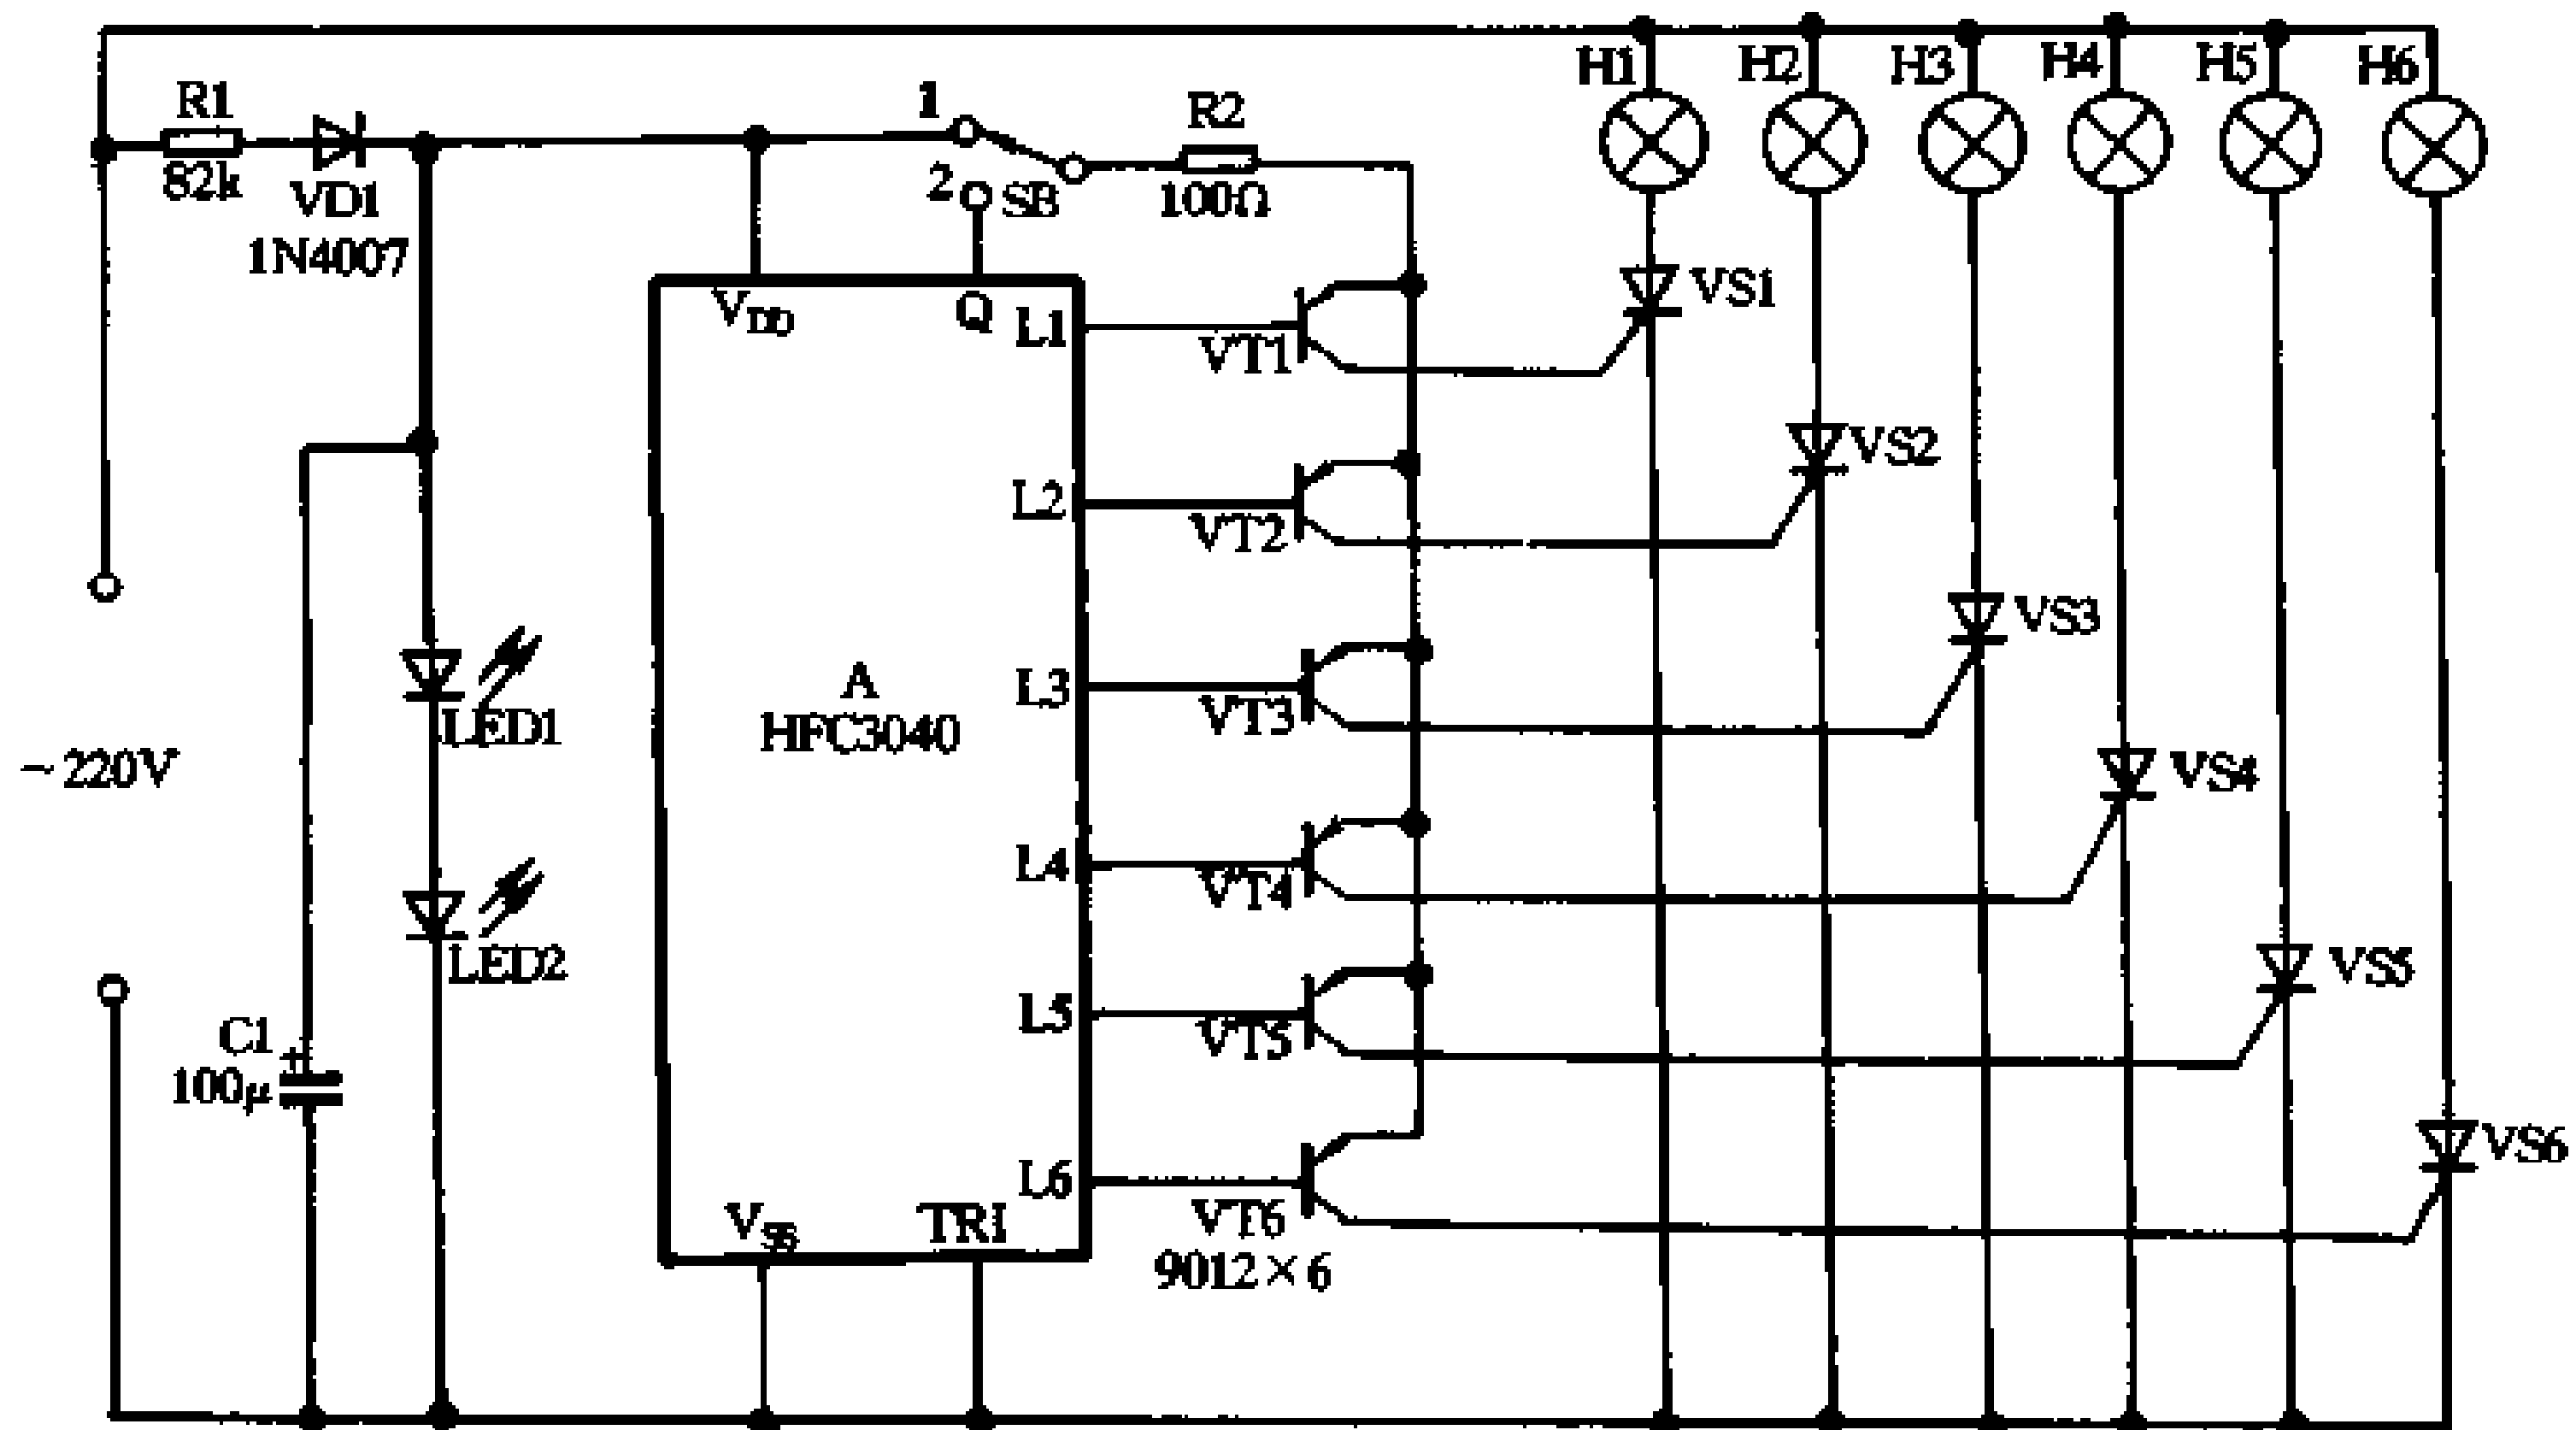 R1
82k
VD1
1N4007
1
2
SB
R2
100Ω
H1
H2
H3
H4
H5
H6
VDD
Q
L1
VT1
VS1
L2
VT2
VS2
A
HFC3040
L3
VT3
VS3
LED1
~220V
L4
VT4
VS4
LED2
L5
VT5
VS5
C1
+
100μ
L6
VT6
9012×6
VS6
VSS
TRI